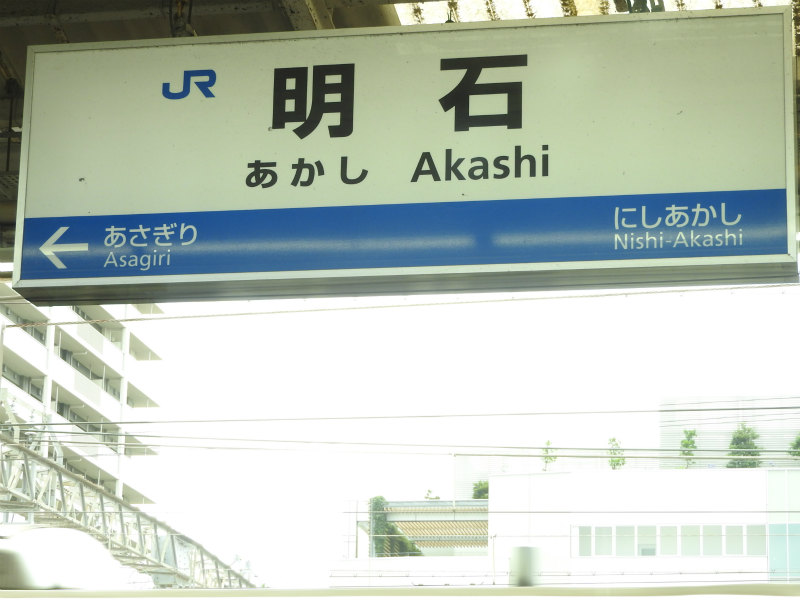 JR 明石
あかし Akashi
あさぎり
Asagiri
にしあかし
Nishi-Akashi